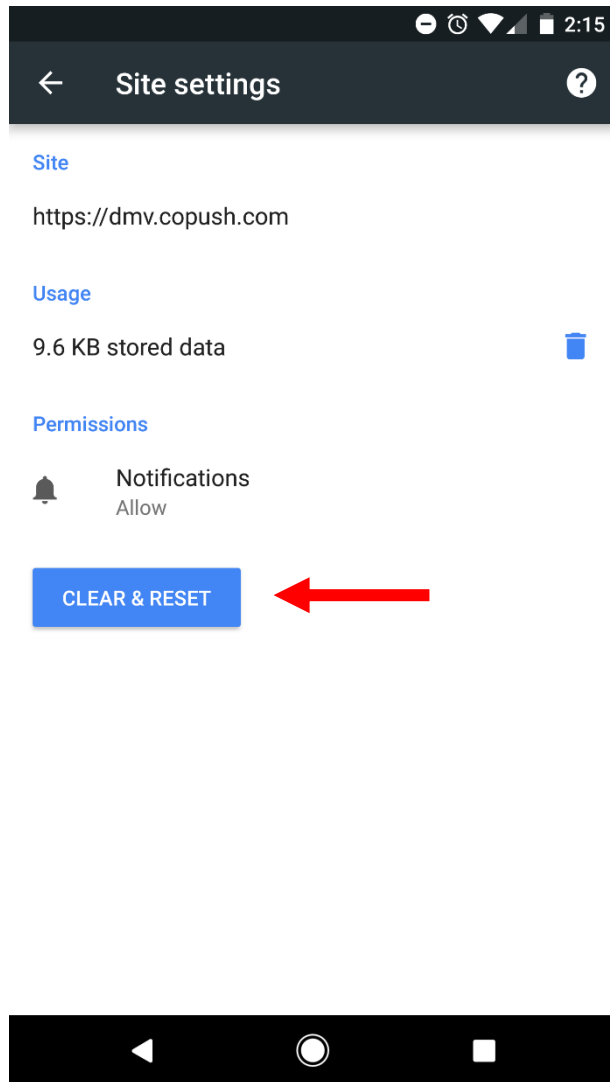 2:15
Site settings
Site
https://dmv.copush.com
Usage
9.6 KB stored data
Permissions
Notifications
Allow
CLEAR & RESET